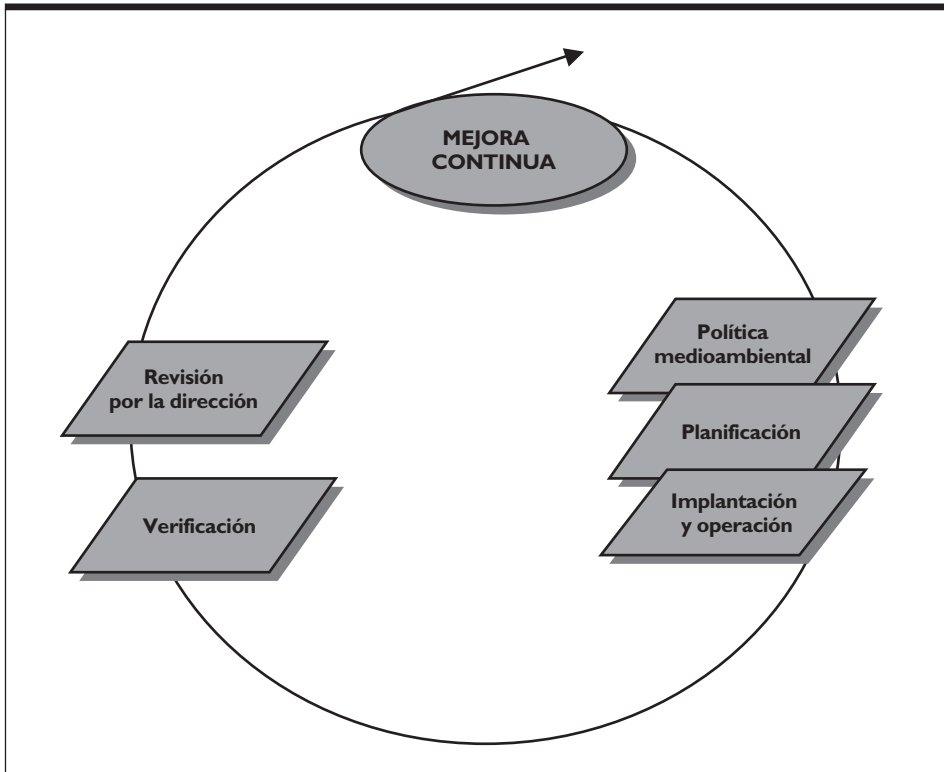 MEJORA
CONTINUA
Política
medioambiental
Planificación
Implantación
y operación
Verificación
Revisión
por la dirección